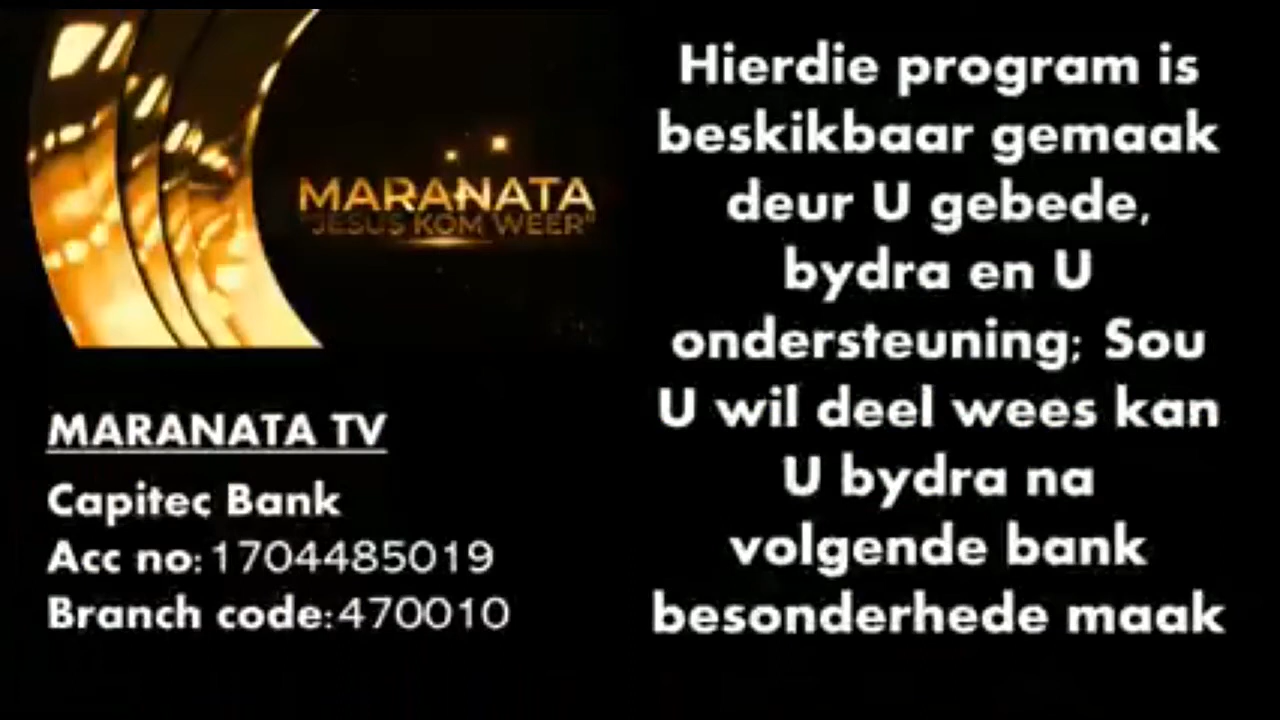 MARANATA
"JESUS KOM WEER"
MARANATA TV
Capitec Bank
Acc no: 1704485019
Branch code: 470010
Hierdie program is
beskikbaar gemaak
deur U gebede,
bydra en U
ondersteuning; Sou
U wil deel wees kan
U bydra na
volgende bank
besonderhede maak